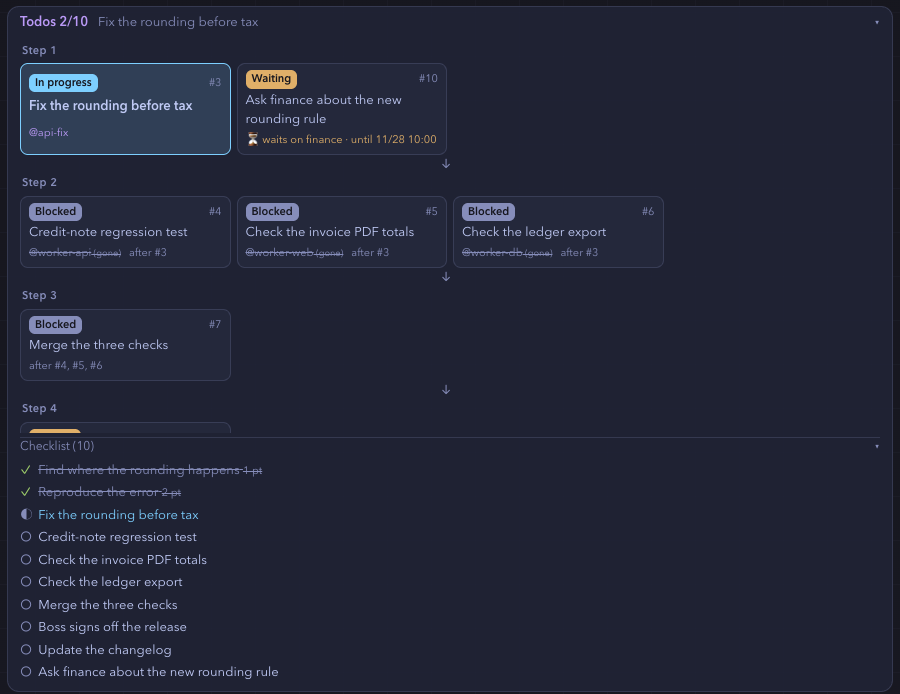 Todos 2/10 Fix the rounding before tax
Step 1
In progress #3
Fix the rounding before tax
@api-fix
Waiting #10
Ask finance about the new
rounding rule
⏳ waits on finance · until 11/28 10:00
↓
Step 2
Blocked #4
Credit-note regression test
@worker-api (gone) after #3
Blocked #5
Check the invoice PDF totals
@worker-web (gone) after #3
Blocked #6
Check the ledger export
@worker-db (gone) after #3
↓
Step 3
Blocked #7
Merge the three checks
after #4, #5, #6
↓
Step 4
Checklist (10)
✓ Find where the rounding happens 1 pt
✓ Reproduce the error 2 pt
Fix the rounding before tax
Credit-note regression test
Check the invoice PDF totals
Check the ledger export
Merge the three checks
Boss signs off the release
Update the changelog
Ask finance about the new rounding rule